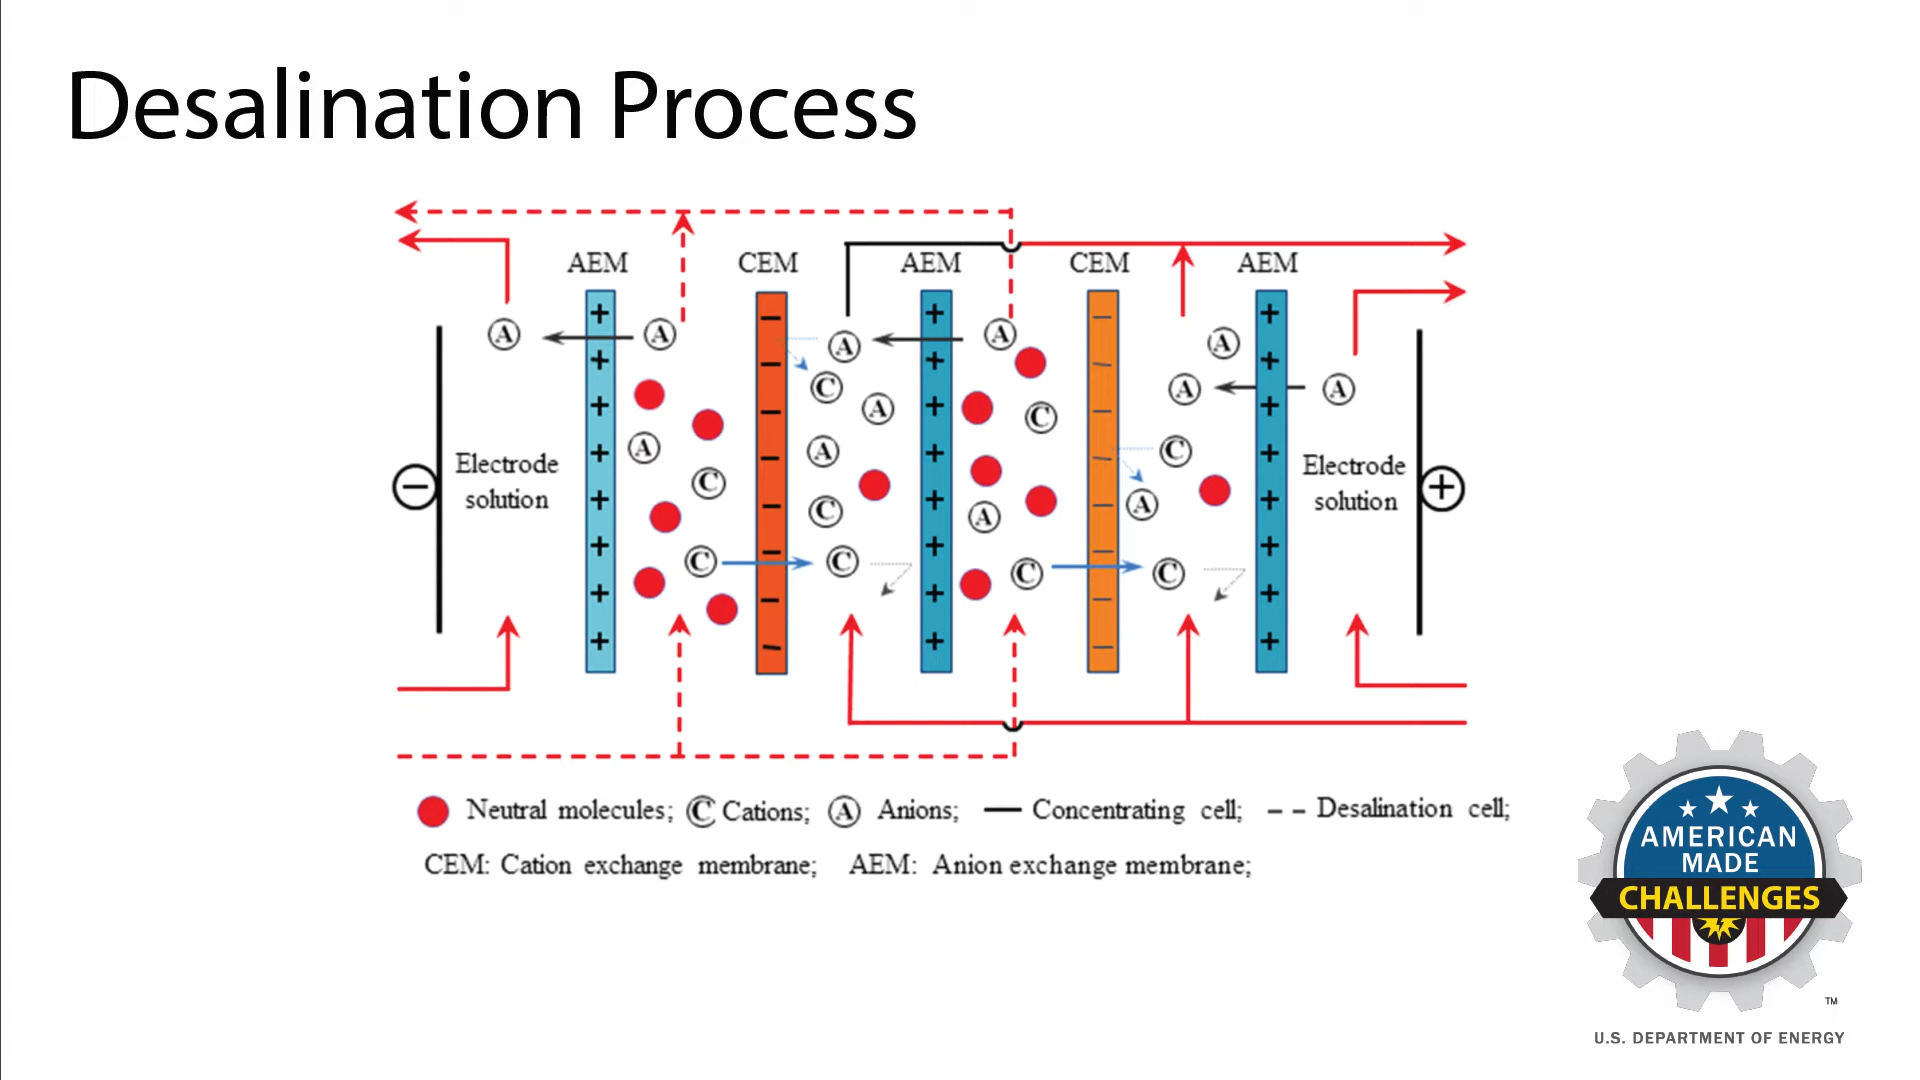 Desalination Process
AEM CEM AEM CEM AEM
A A A A A
C A A A
A C
Electrode solution
A C A C A
Electrode solution
− +
C C A
C C C C
Neutral molecules; C Cations; A Anions; Concentrating cell; Desalination cell;
CEM: Cation exchange membrane; AEM: Anion exchange membrane;
AMERICAN
MADE
CHALLENGES
TM
U.S. DEPARTMENT OF ENERGY